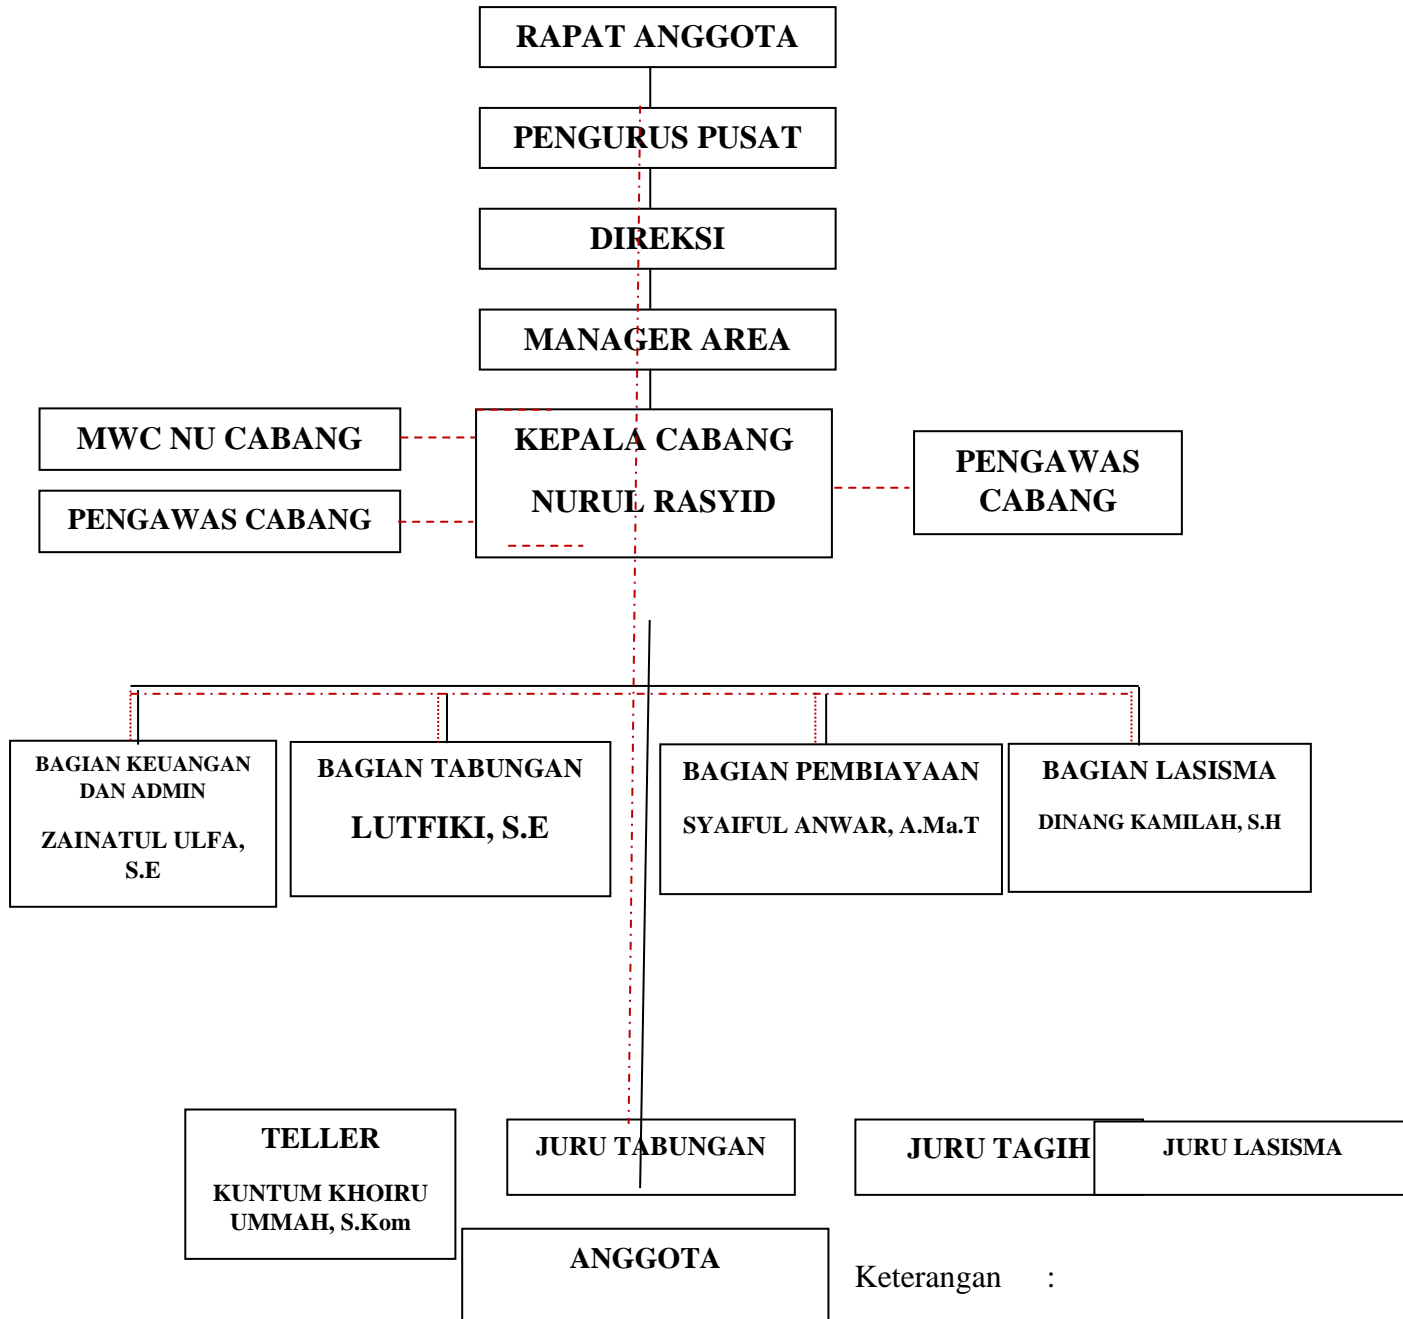 RAPAT ANGGOTA
PENGURUS PUSAT
DIREKSI
MANAGER AREA
MWC NU CABANG
PENGAWAS CABANG
KEPALA CABANG
NURUL RASYID
PENGAWAS
CABANG
BAGIAN KEUANGAN
DAN ADMIN
ZAINATUL ULFA,
S.E
BAGIAN TABUNGAN
LUTFIKI, S.E
BAGIAN PEMBIAYAAN
SYAIFUL ANWAR, A.Ma.T
BAGIAN LASISMA
DINANG KAMILAH, S.H
TELLER
KUNTUM KHOIRU
UMMAH, S.Kom
JURU TABUNGAN
JURU TAGIH
JURU LASISMA
ANGGOTA
Keterangan :